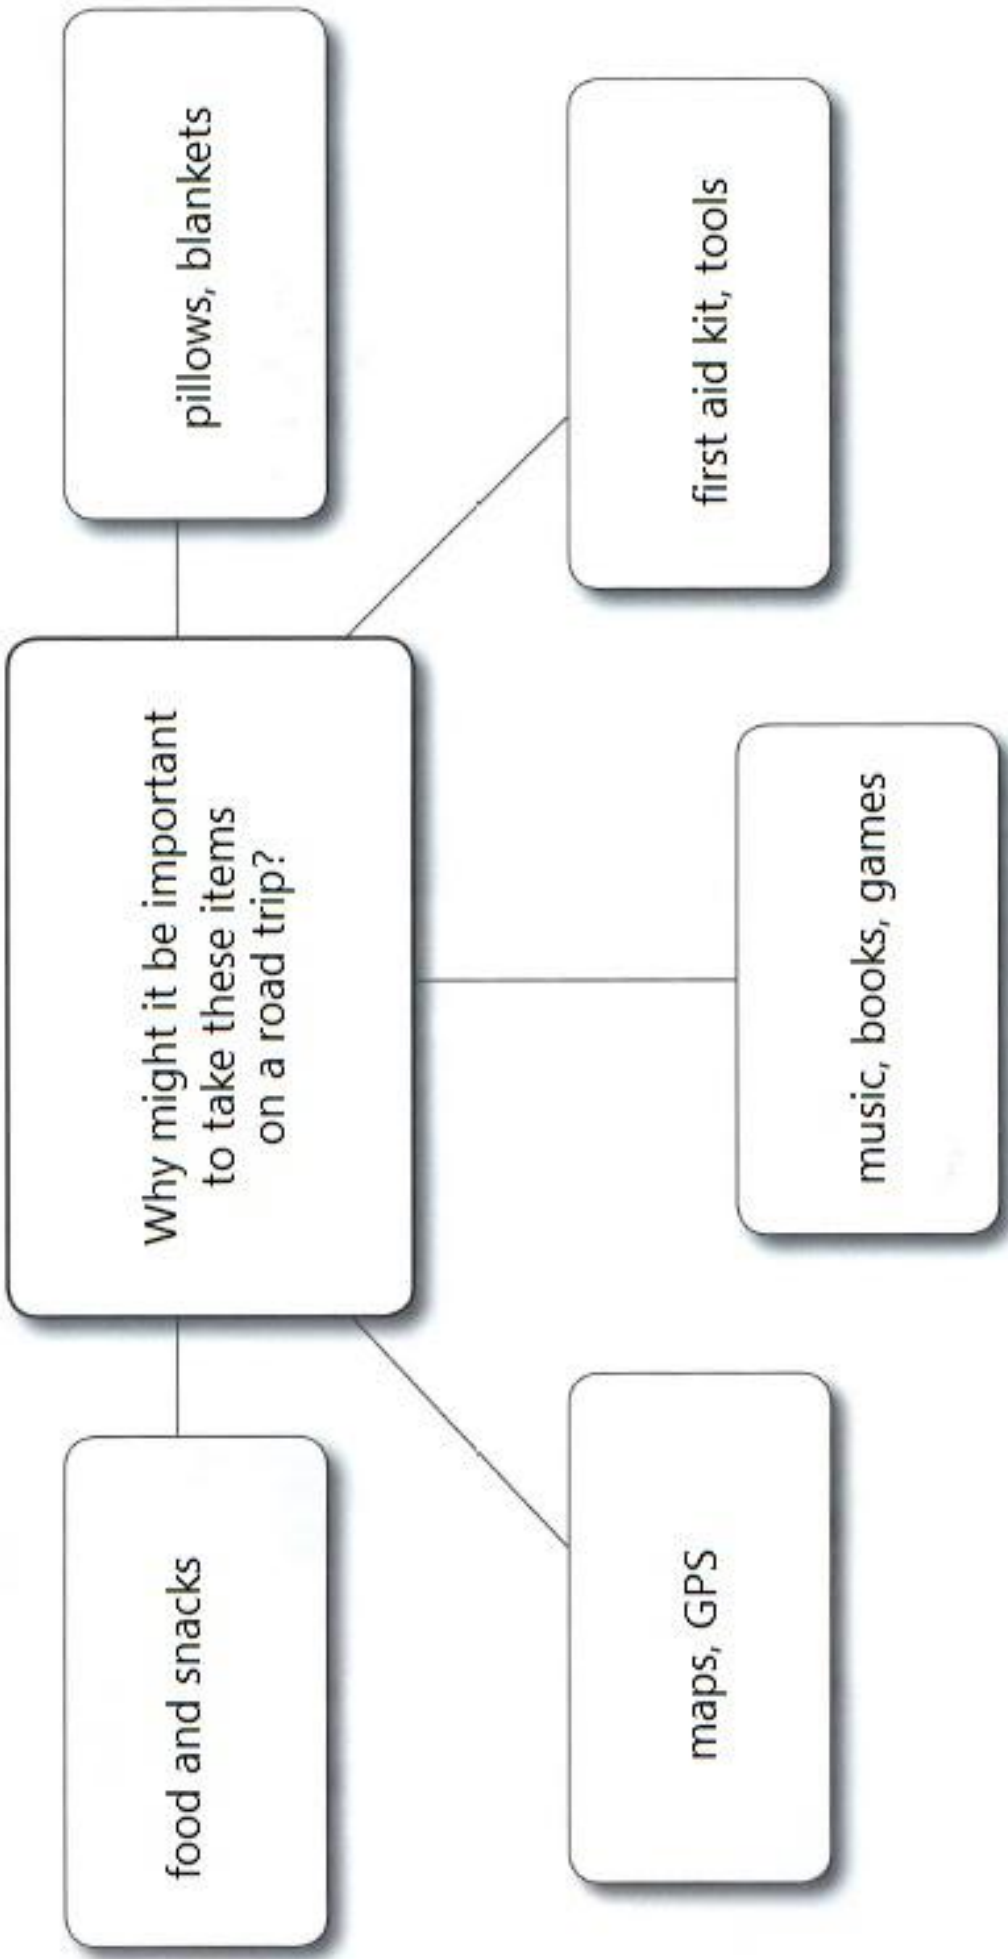 Why might it be important
to take these items
on a road trip?
food and snacks
maps, GPS
music, books, games
first aid kit, tools
pillows, blankets